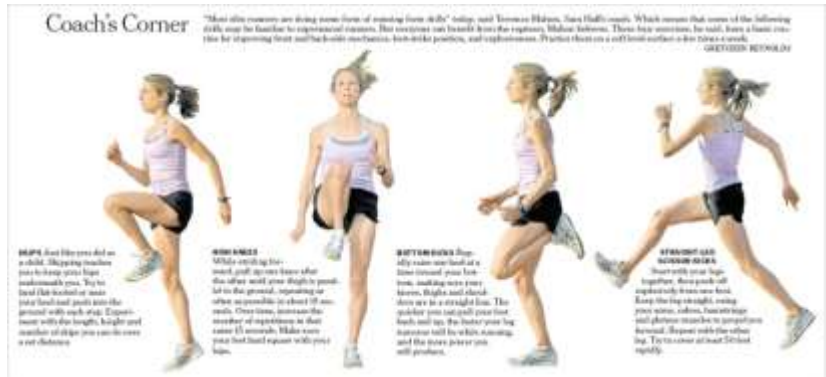 Coach's Corner
"Most elite runners are doing some form of running form drills" today, said Terrence Mahon, Sara Hall's coach. Which means that some of the following
drills may be familiar to experienced runners. But everyone can benefit from the regimen, Mahon believes. These four exercises, he said, form a basic rou-
tine for improving front and back-side mechanics, foot-strike position, and explosiveness. Practice them on a soft level surface a few times a week.
GRETCHEN REYNOLDS
SKIPS Just like you did as
a child. Skipping teaches
you to keep your hips
underneath you. Try to
land flat-footed or near
your heel and push into the
ground with each step. Experi-
ment with the length, height and
number of skips you can do over
a set distance.
HIGH KNEES
While moving for-
ward, pull up one knee after
the other until your thigh is paral-
lel to the ground, repeating as
often as possible in about 15 sec-
onds. Over time, increase the
number of repetitions in that
same 15 seconds. Make sure
your foot land square with your
hips.
BUTTOM KICKS
ally raise one heel at a
time toward your bot-
tom, making sure your
knees, thighs and shoul-
ders are in a straight line. The
quicker you can pull your foot
back and up, the faster your leg
turnover will be while running,
and the more power you
will produce.
STRAIGHT-LEG
SCISSOR KICKS
Start with your legs
together, then push off
explosively from one foot.
Keep the leg straight, using
your arms, calves, hamstrings
and gluteus muscles to propel you
forward. Repeat with the other
leg. Try to cover at least 50 feet
rapidly.